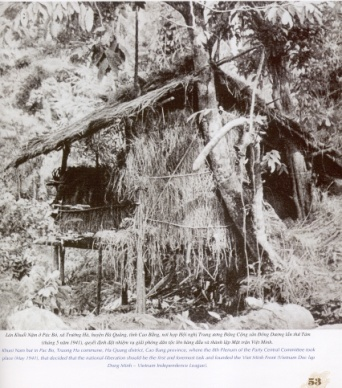 53
Lán Khuổi Nậm ở Pác Bó, xã Trường Hà, huyện Hà Quảng, tỉnh Cao Bằng, nơi họp Hội nghị Trung ương Đảng Cộng sản Đông Dương lần thứ Tám
(tháng 5 năm 1941), quyết định đặt nhiệm vụ giải phóng dân tộc lên hàng đầu và thành lập Mặt trận Việt Minh.
Khuoi Nam hut in Pac Bo, Truong Ha commune, Ha Quang district, Cao Bang province, where the 8th Plenum of the Party Central Committee took
place (May 1941), that decided that the national liberation should be the first and foremost task and founded the Viet Minh Front (Vietnam Doc lap
Dong Minh – Vietnam Independence League).